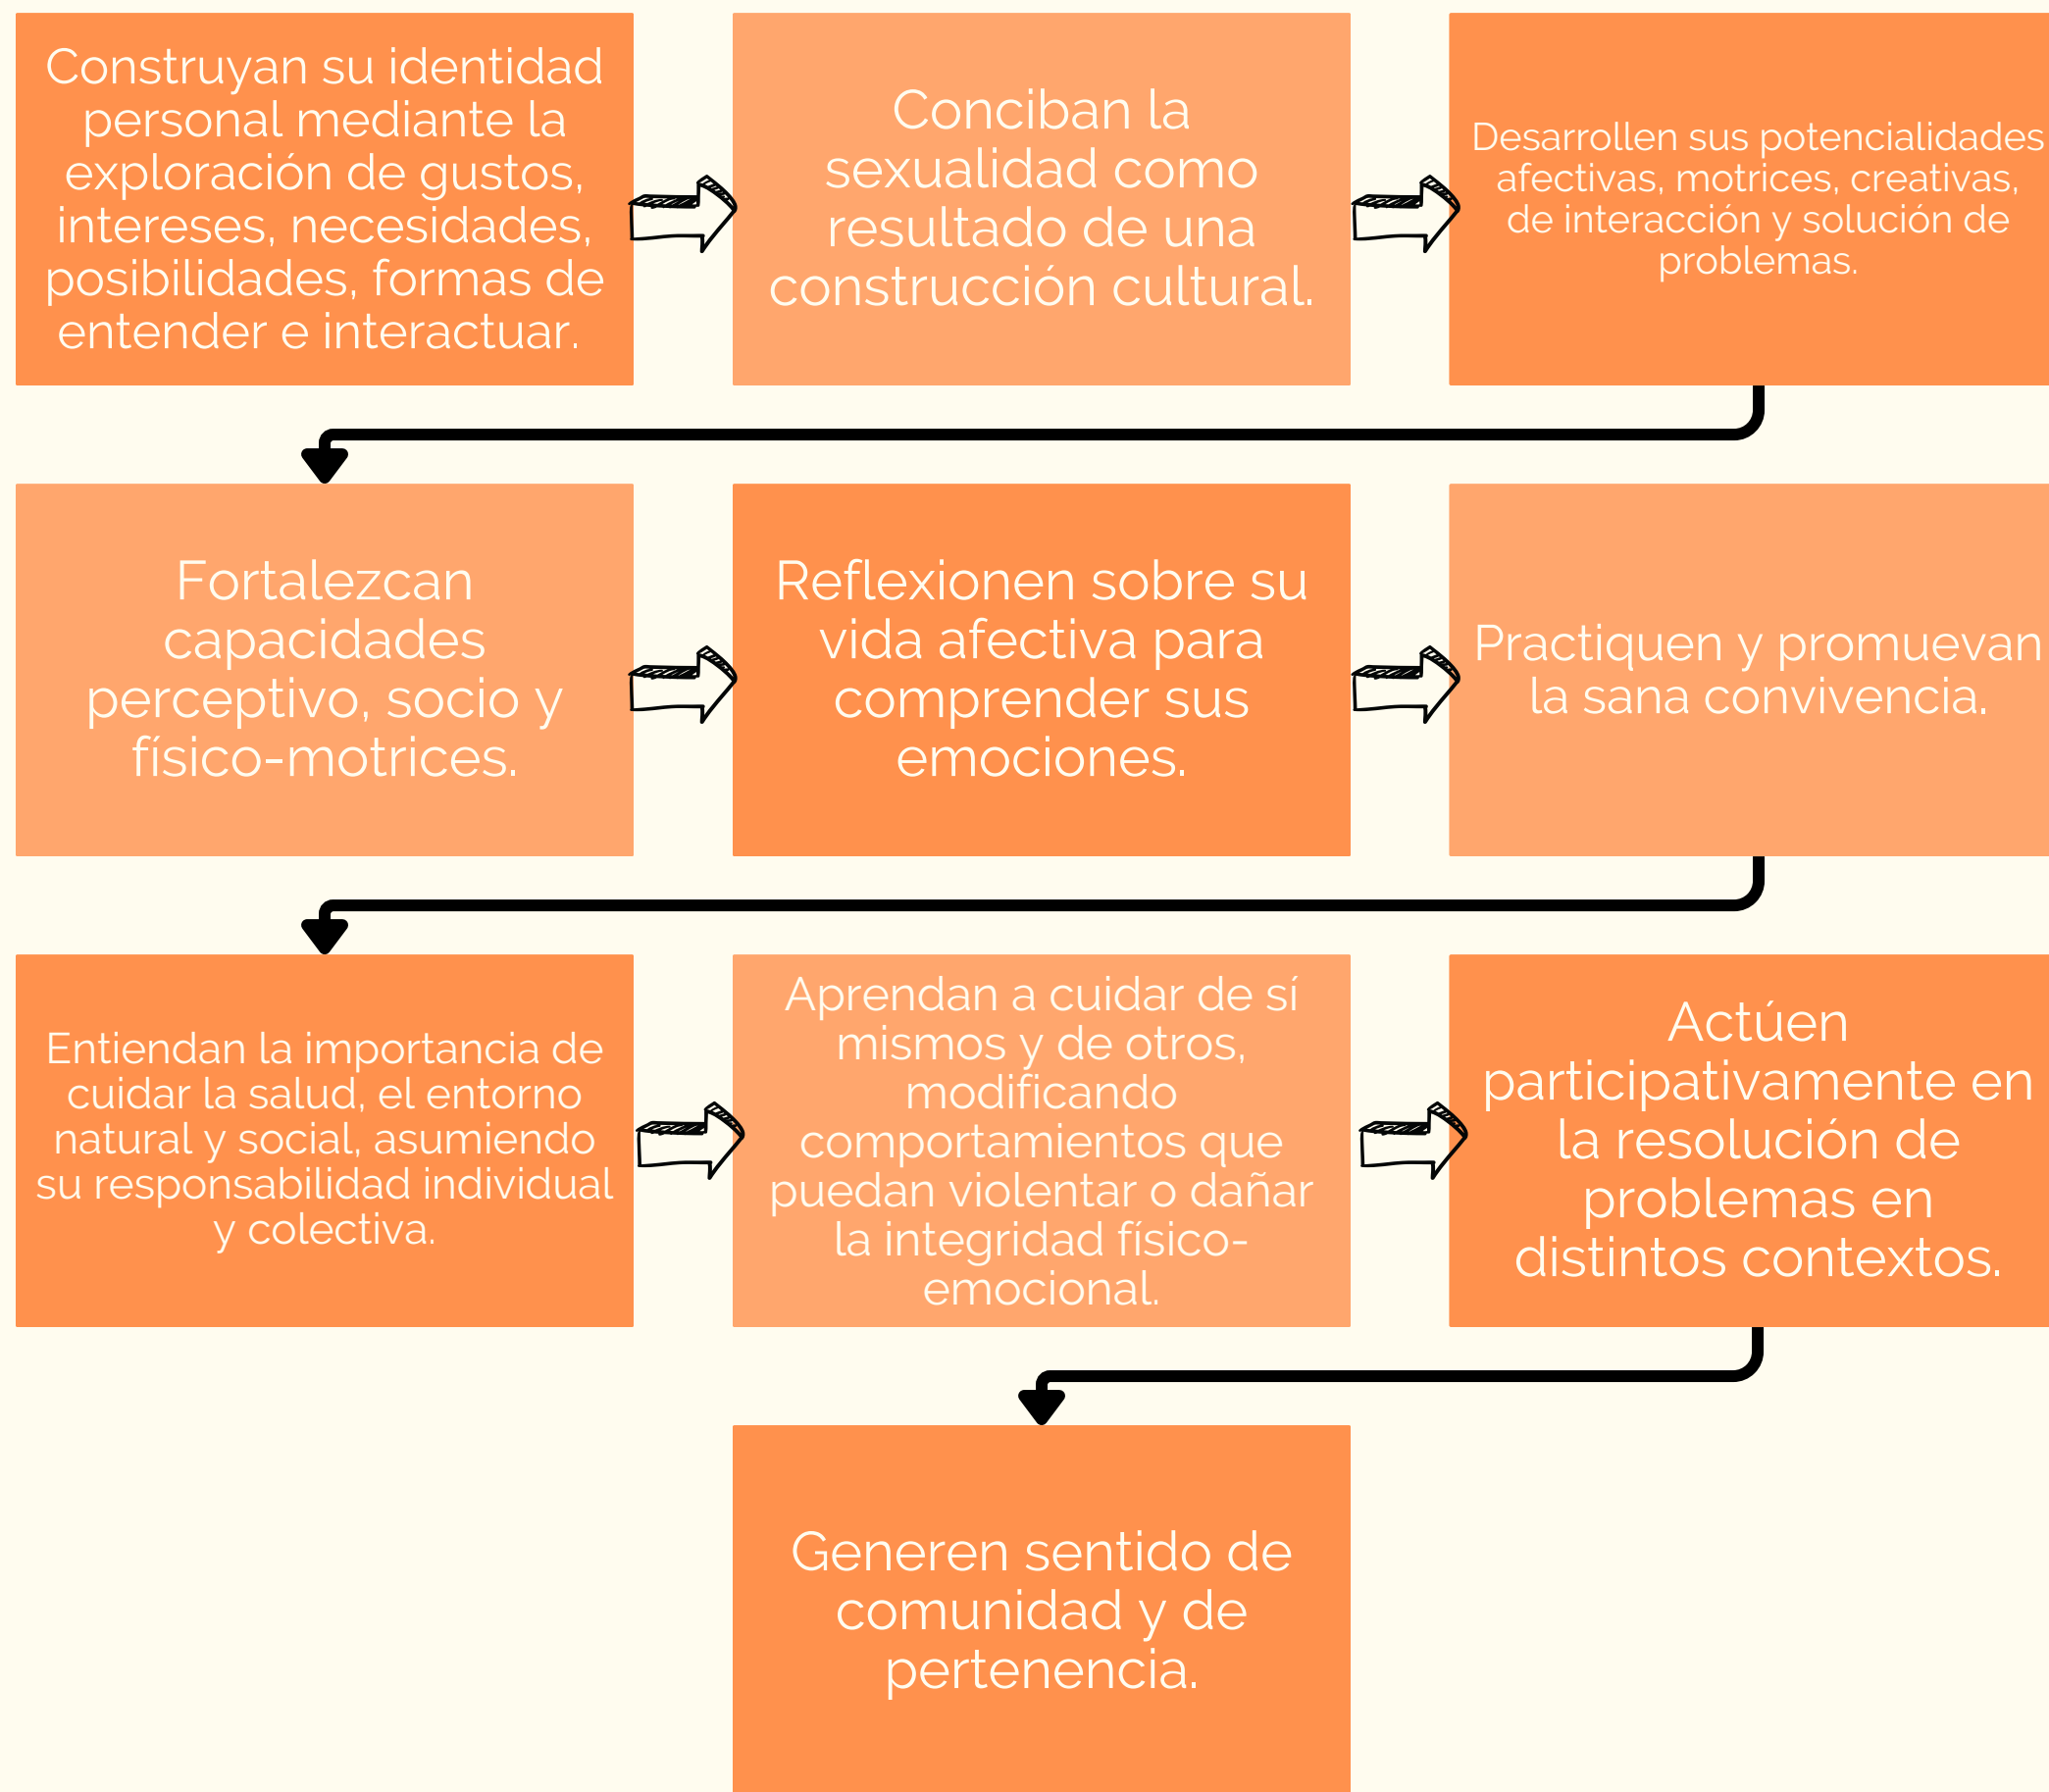 Construyan su identidad
personal mediante la
exploración de gustos,
intereses, necesidades,
posibilidades, formas de
entender e interactuar.
Conciban la
sexualidad como
resultado de una
construcción cultural.
Desarrollen sus potencialidades
afectivas, motrices, creativas,
de interacción y solución de
problemas.
Fortalezcan
capacidades
perceptivo, socio y
físico-motrices.
Reflexionen sobre su
vida afectiva para
comprender sus
emociones.
Practiquen y promuevan
la sana convivencia.
Entiendan la importancia de
cuidar la salud, el entorno
natural y social, asumiendo
su responsabilidad individual
y colectiva.
Aprendan a cuidar de sí
mismos y de otros,
modificando
comportamientos que
puedan violentar o dañar
la integridad físico-
emocional.
Actúen
participativamente en
la resolución de
problemas en
distintos contextos.
Generen sentido de
comunidad y de
pertenencia.